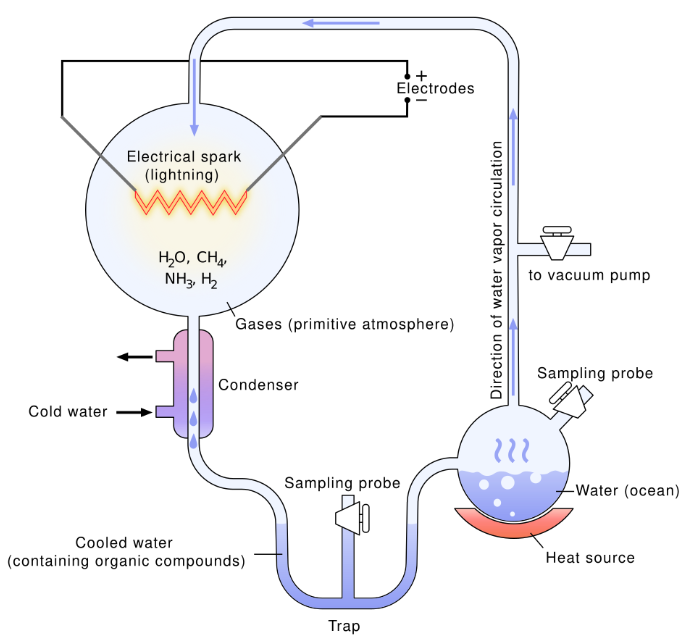 +
Electrodes
−
Electrical spark
(lightning)
H₂O, CH₄,
NH₃, H₂
Gases (primitive atmosphere)
Direction of water vapor circulation
to vacuum pump
Condenser
Cold water
Sampling probe
Sampling probe
Water (ocean)
Heat source
Cooled water
(containing organic compounds)
Trap